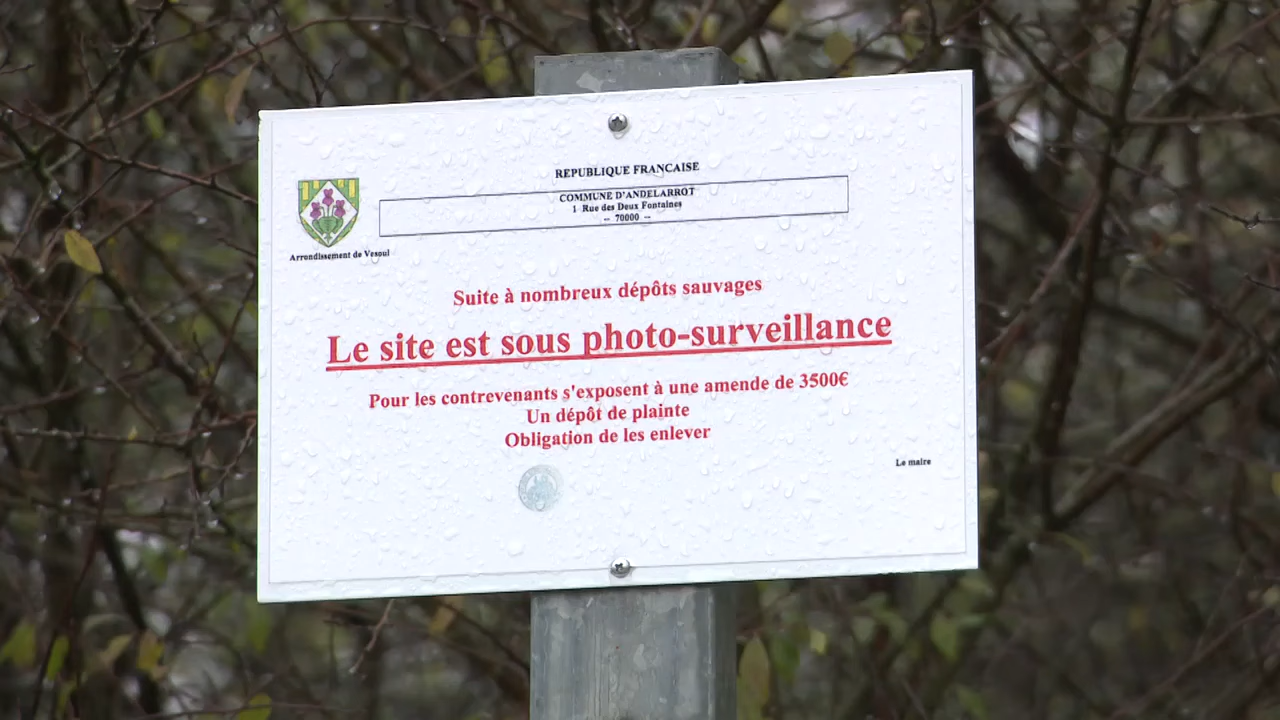 REPUBLIQUE FRANÇAISE
COMMUNE D'ANDELARROT
1 Rue des Deux Fontaines
-- 70000 --
Arrondissement de Vesoul
Suite à nombreux dépôts sauvages
Le site est sous photo-surveillance
Pour les contrevenants s'exposent à une amende de 3500€
Un dépôt de plainte
Obligation de les enlever
Le maire